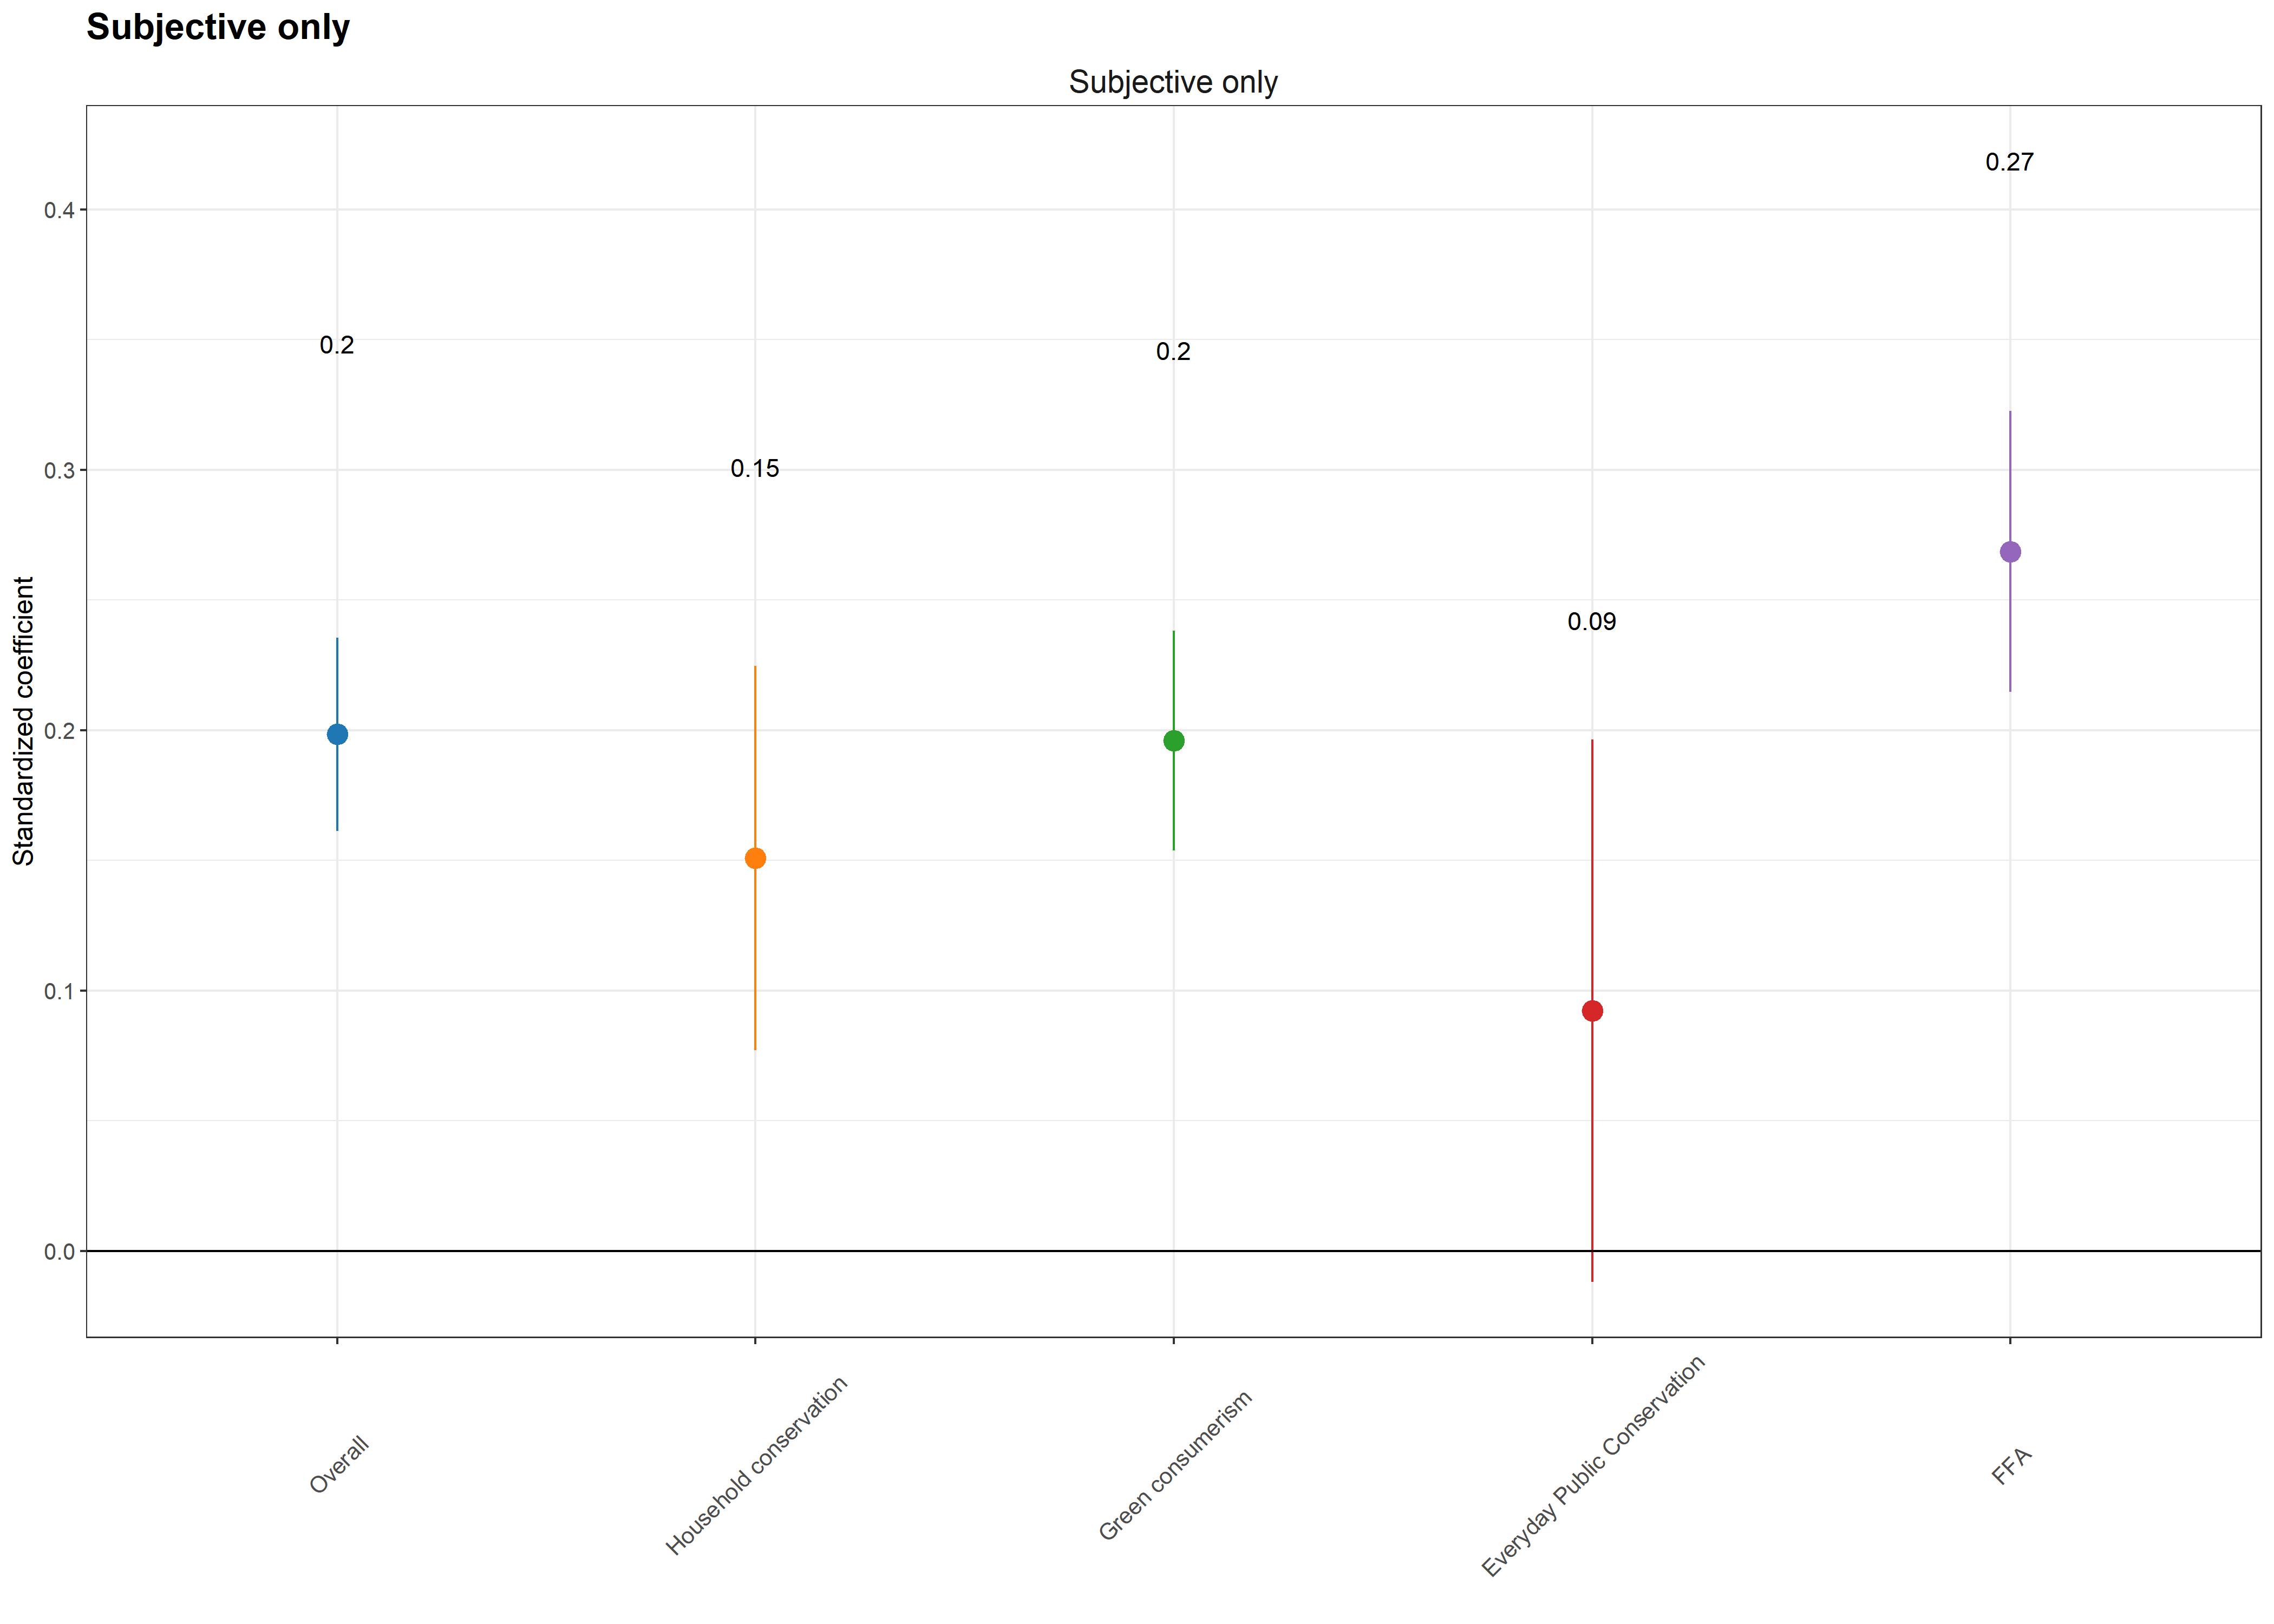 Subjective only
Subjective only
Standardized coefficient
0.4
0.3
0.2
0.1
0.0
0.2
0.15
0.2
0.09
0.27
Overall
Household conservation
Green consumerism
Everyday Public Conservation
FFA